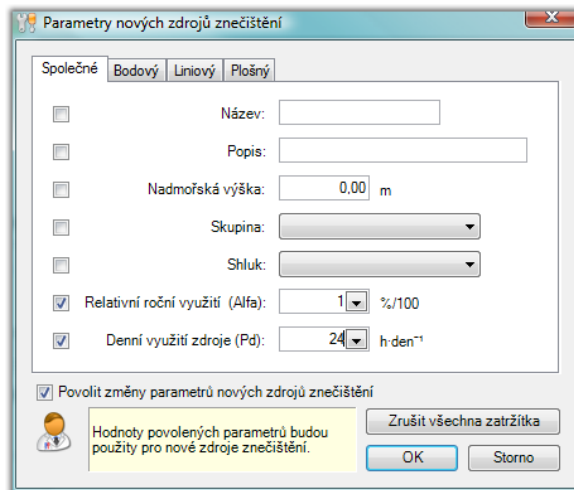 Parametry nových zdrojů znečištění
Společné Bodový Liniový Plošný
Název:
Popis:
Nadmořská výška: 0,00 m
Skupina:
Shluk:
Relativní roční využití (Alfa): 1 %/100
Denní využití zdroje (Pd): 24 h·den⁻¹
Povolit změny parametrů nových zdrojů znečištění
Hodnoty povolených parametrů budou
použity pro nové zdroje znečištění.
Zrušit všechna zatržítka
OK Storno